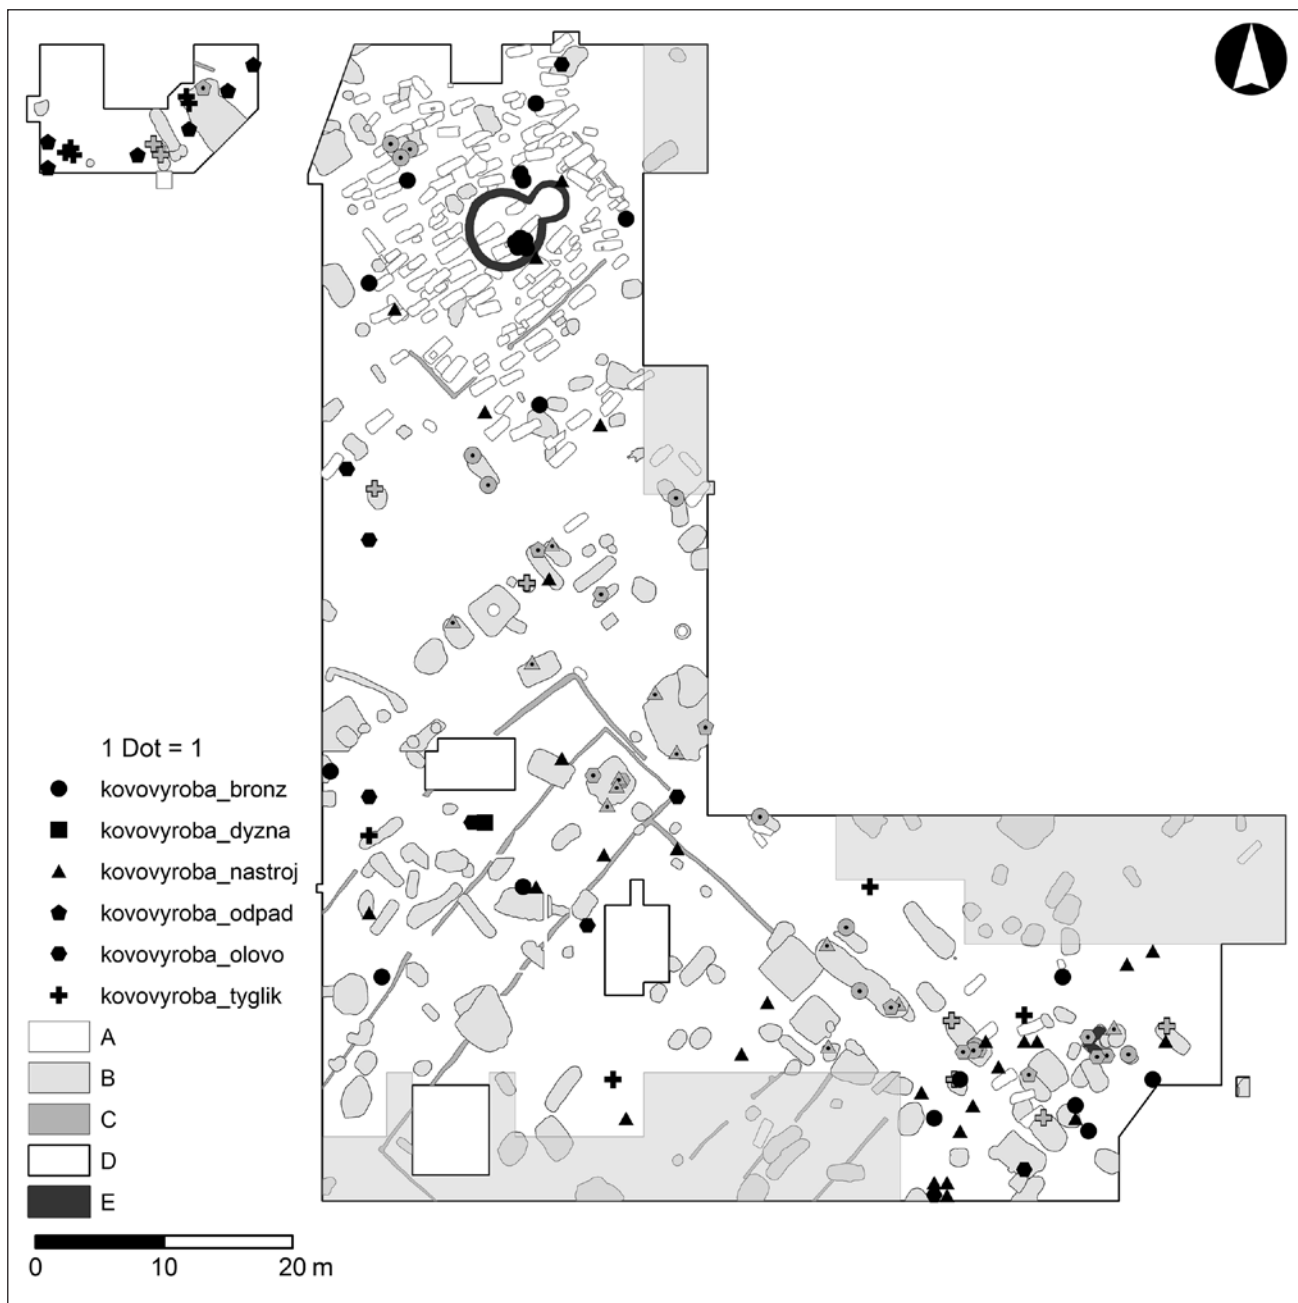 1 Dot = 1
kovovyroba_bronz
kovovyroba_dyzna
kovovyroba_nastroj
kovovyroba_odpad
kovovyroba_olovo
kovovyroba_tyglik
A
B
C
D
E
0 10 20 m